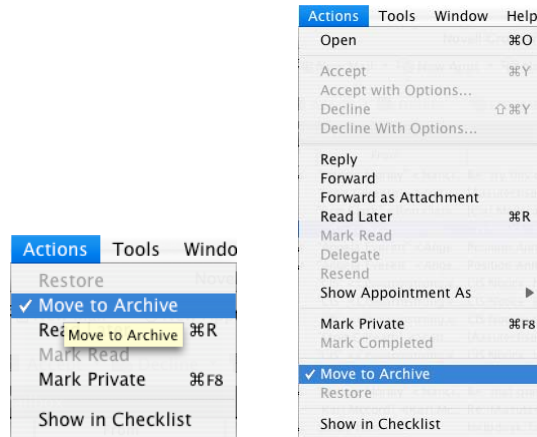 Actions Tools Windo
Restore
✓ Move to Archive
Move to Archive ⌘R
Mark Read
Mark Private ⌘F8
Show in Checklist
Actions Tools Window Help
Open ⌘O
Accept ⌘Y
Accept with Options...
Decline ⇧⌘Y
Decline With Options...
Reply
Forward
Forward as Attachment
Read Later ⌘R
Mark Read
Delegate
Resend
Show Appointment As ▶
Mark Private ⌘F8
Mark Completed
✓ Move to Archive
Restore
Show in Checklist